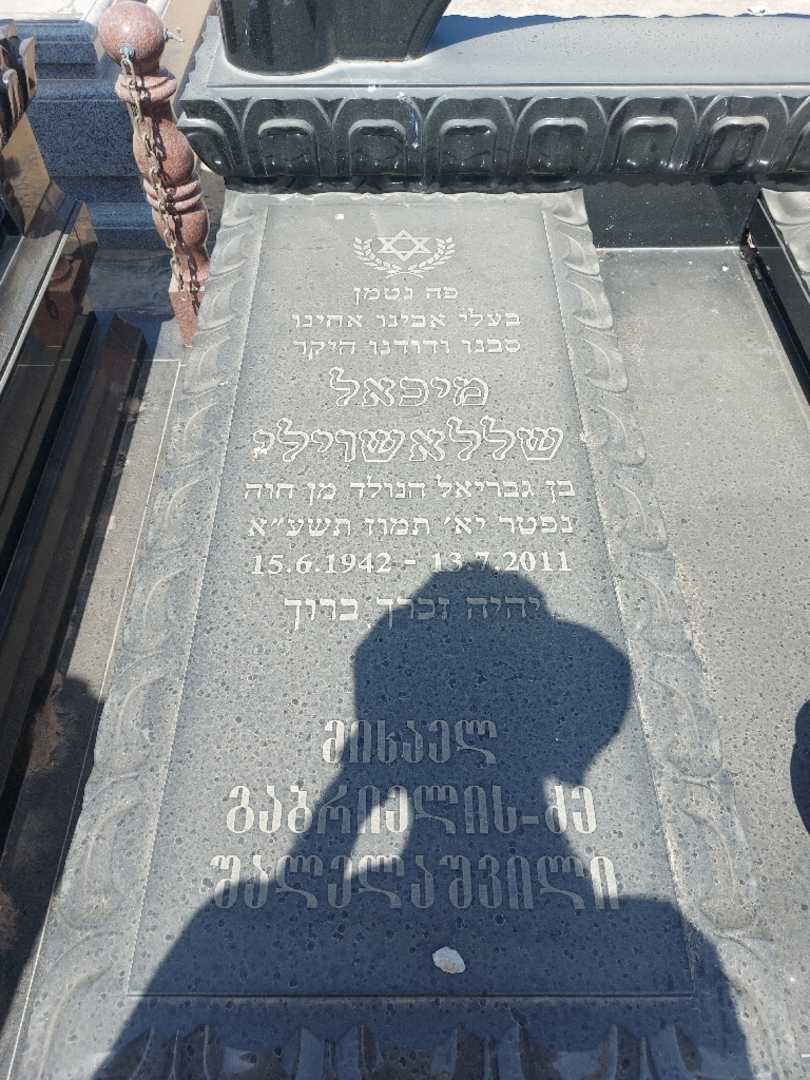 פה נטמן
בעלי אבינו אחינו
סבנו ודודנו היקר
מיכאל
שללאשוילי
בן גבריאל הנולד מן חוה
נפטר יא׳ תמוז תשע״א
15.6.1942 - 13.7.2011
יהיה זכרך ברוך
მიხაელ
გაბრიელის-ძე
შალელაშვილი